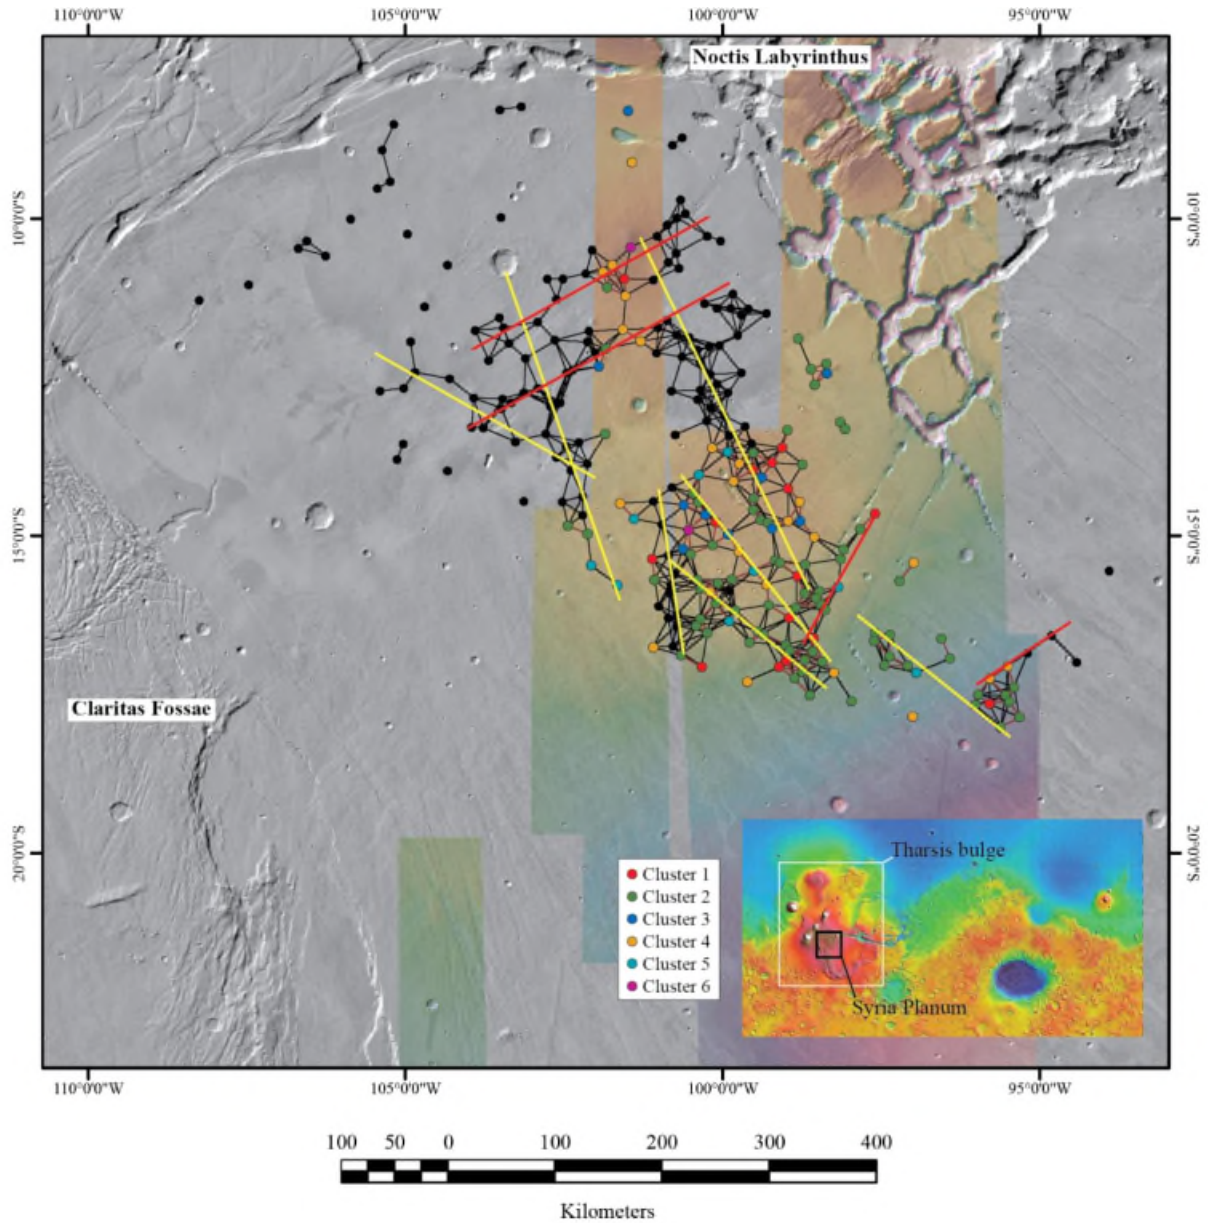 110°0'0"W 105°0'0"W 100°0'0"W 95°0'0"W
Noctis Labyrinthus
10°0'0"S 10°0'0"S
15°0'0"S 15°0'0"S
Claritas Fossae
20°0'0"S 20°0'0"S
Tharsis bulge
Cluster 1
Cluster 2
Cluster 3
Cluster 4
Cluster 5
Cluster 6
Syria Planum
110°0'0"W 105°0'0"W 100°0'0"W 95°0'0"W
100 50 0 100 200 300 400
Kilometers